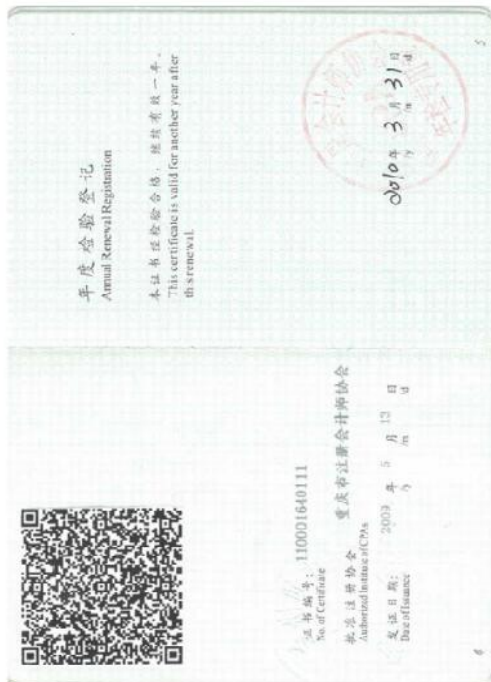 年度检验登记
Annual Renewal Registration
本证书经检验合格，继续有效一年。
This certificate is valid for another year after
this renewal.
2010年 3月 31日
/y /m /d
5
证书编号： 110001640111
No. of Certificate
批准注册协会 重庆市注册会计师协会
Authorized Institute of CPAs
发证日期： 2009 年 5 月 13 日
Date of Issuance /y /m /d
6